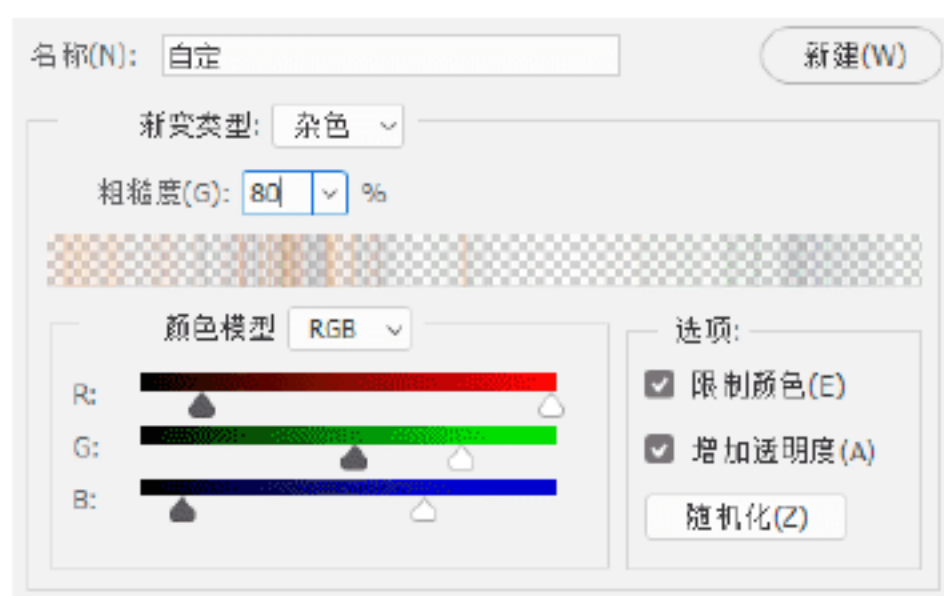 名称(N): 自定 新建(W)
渐变类型: 杂色
粗糙度(G): 80 %
颜色模型 RGB 选项:
R: 限制颜色(E)
G: 增加透明度(A)
B: 随机化(Z)